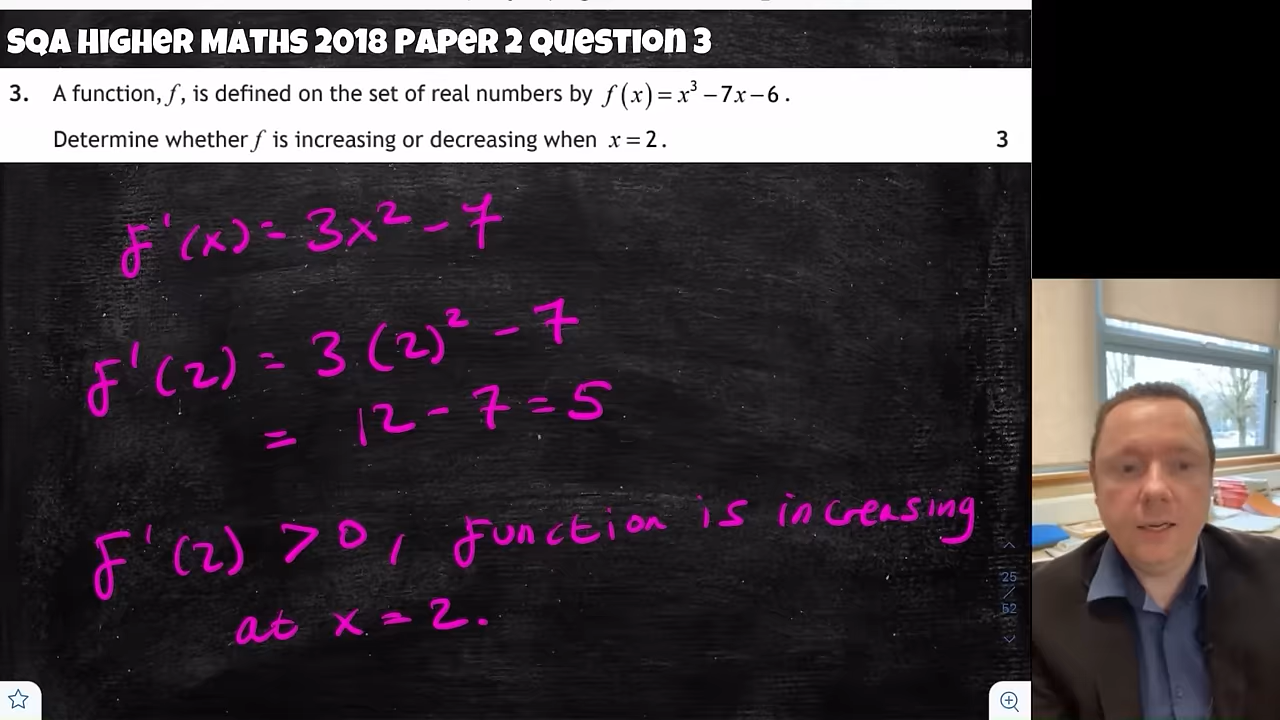 SQA HIGHER MATHS 2018 PAPER 2 QUESTION 3
3. A function, f, is defined on the set of real numbers by f(x) = x³ − 7x − 6.
Determine whether f is increasing or decreasing when x = 2. 3
f'(x) = 3x² − 7
f'(2) = 3(2)² − 7
= 12 − 7 = 5
f'(2) > 0, function is increasing
at x = 2.
25
/
52